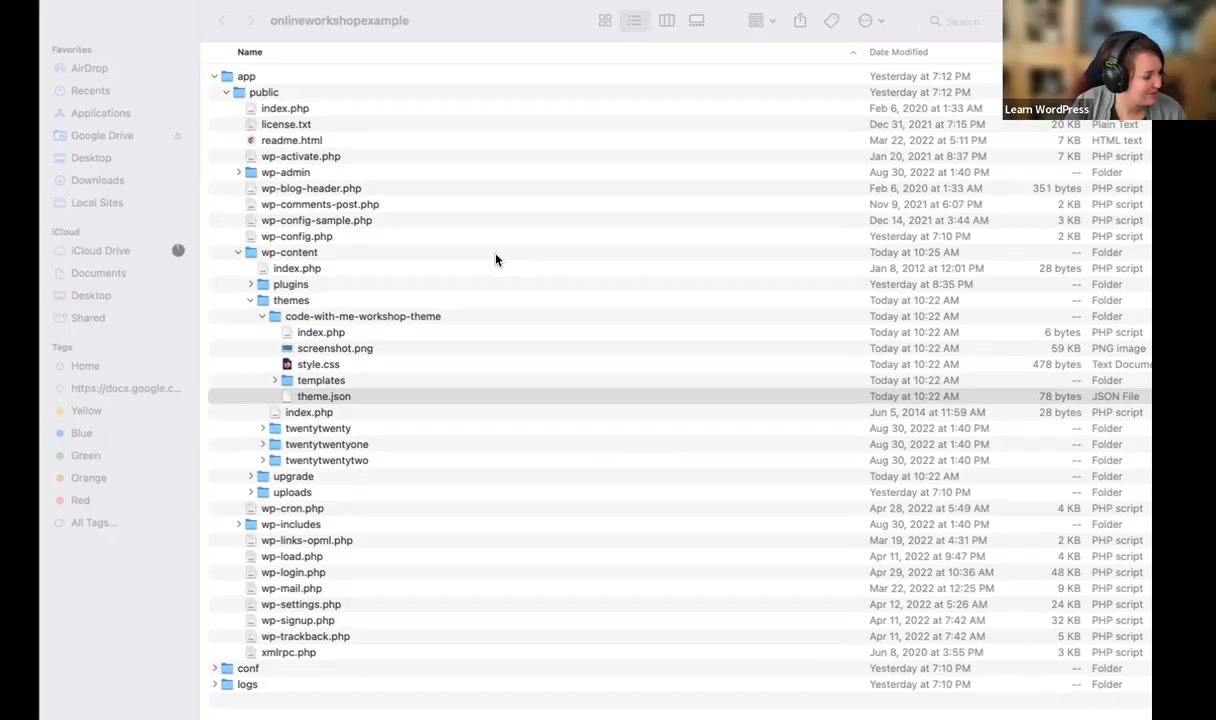 onlineworkshopexample
Search
Learn WordPress
Favorites
AirDrop
Recents
Applications
Google Drive
Desktop
Downloads
Local Sites
iCloud
iCloud Drive
Documents
Desktop
Shared
Tags
Home
https://docs.google.c...
Yellow
Blue
Green
Orange
Red
All Tags...
Name Date Modified
app Yesterday at 7:12 PM
public Yesterday at 7:12 PM
index.php Feb 6, 2020 at 1:33 AM
license.txt Dec 31, 2021 at 7:15 PM 20 KB Plain Text
readme.html Mar 22, 2022 at 5:11 PM 7 KB HTML text
wp-activate.php Jan 20, 2021 at 8:37 PM 7 KB PHP script
wp-admin Aug 30, 2022 at 1:40 PM -- Folder
wp-blog-header.php Feb 6, 2020 at 1:33 AM 351 bytes PHP script
wp-comments-post.php Nov 9, 2021 at 6:07 PM 2 KB PHP script
wp-config-sample.php Dec 14, 2021 at 3:44 AM 3 KB PHP script
wp-config.php Yesterday at 7:10 PM 2 KB PHP script
wp-content Today at 10:25 AM -- Folder
index.php Jan 8, 2012 at 12:01 PM 28 bytes PHP script
plugins Yesterday at 8:35 PM -- Folder
themes Today at 10:22 AM -- Folder
code-with-me-workshop-theme Today at 10:22 AM -- Folder
index.php Today at 10:22 AM 6 bytes PHP script
screenshot.png Today at 10:22 AM 59 KB PNG image
style.css Today at 10:22 AM 478 bytes Text Docume
templates Today at 10:22 AM -- Folder
theme.json Today at 10:22 AM 78 bytes JSON File
index.php Jun 5, 2014 at 11:59 AM 28 bytes PHP script
twentytwenty Aug 30, 2022 at 1:40 PM -- Folder
twentytwentyone Aug 30, 2022 at 1:40 PM -- Folder
twentytwentytwo Aug 30, 2022 at 1:40 PM -- Folder
upgrade Today at 10:22 AM -- Folder
uploads Yesterday at 7:10 PM -- Folder
wp-cron.php Apr 28, 2022 at 5:49 AM 4 KB PHP script
wp-includes Aug 30, 2022 at 1:40 PM -- Folder
wp-links-opml.php Mar 19, 2022 at 4:31 PM 2 KB PHP script
wp-load.php Apr 11, 2022 at 9:47 PM 4 KB PHP script
wp-login.php Apr 29, 2022 at 10:36 AM 48 KB PHP script
wp-mail.php Mar 22, 2022 at 12:25 PM 9 KB PHP script
wp-settings.php Apr 12, 2022 at 5:26 AM 24 KB PHP script
wp-signup.php Apr 11, 2022 at 7:42 AM 32 KB PHP script
wp-trackback.php Apr 11, 2022 at 7:42 AM 5 KB PHP script
xmlrpc.php Jun 8, 2020 at 3:55 PM 3 KB PHP script
conf Yesterday at 7:10 PM -- Folder
logs Yesterday at 7:10 PM -- Folder